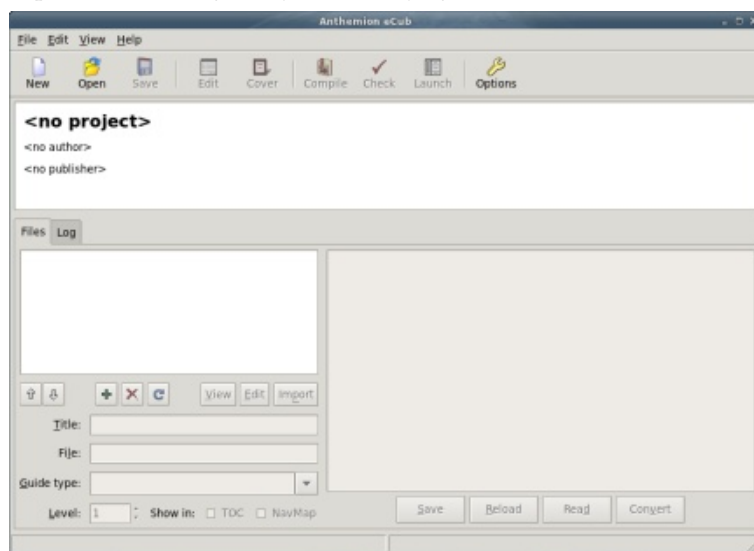 Anthemion eCub
File Edit View Help
New Open Save Edit Cover Compile Check Launch Options
<no project>
<no author>
<no publisher>
Files Log
View Edit Import
Title:
File:
Guide type:
Level: 1 Show in: TOC NavMap
Save Reload Read Convert